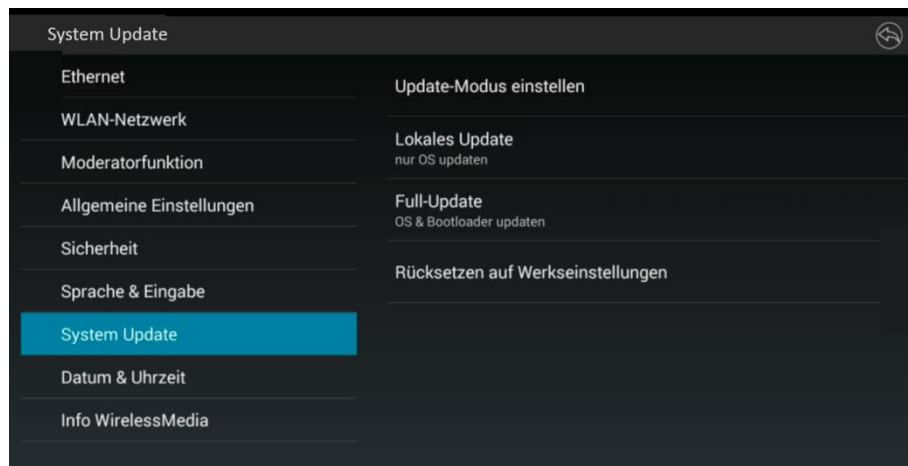 System Update
Ethernet
WLAN-Netzwerk
Moderatorfunktion
Allgemeine Einstellungen
Sicherheit
Sprache & Eingabe
System Update
Datum & Uhrzeit
Info WirelessMedia
Update-Modus einstellen
Lokales Update
nur OS updaten
Full-Update
OS & Bootloader updaten
Rücksetzen auf Werkseinstellungen